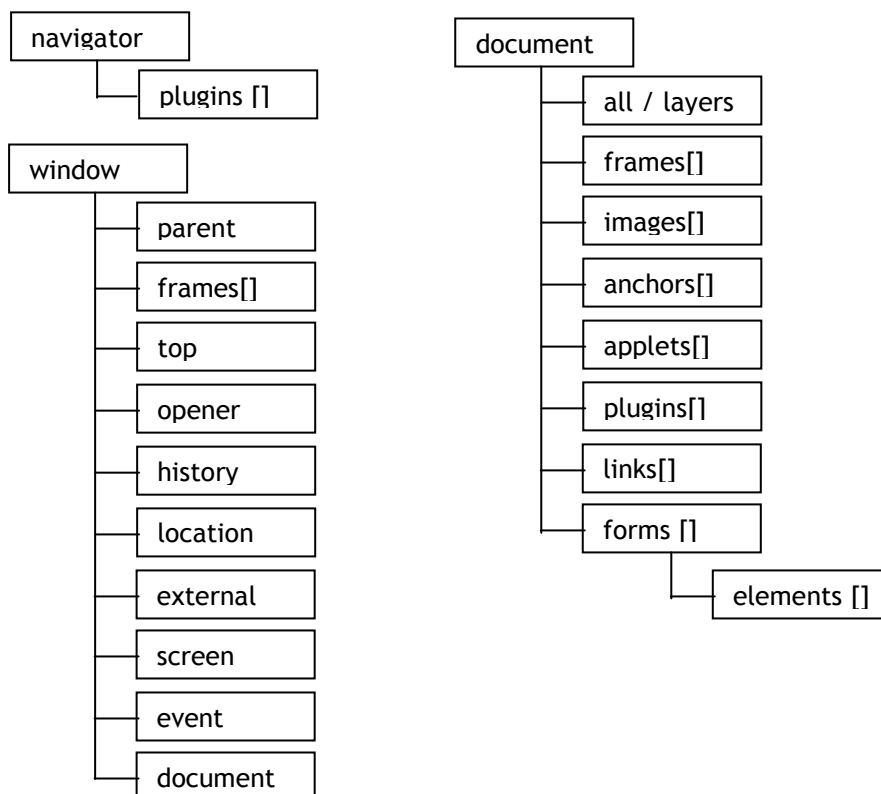 navigator
plugins []
window
parent
frames[]
top
opener
history
location
external
screen
event
document
document
all / layers
frames[]
images[]
anchors[]
applets[]
plugins[]
links[]
forms []
elements []